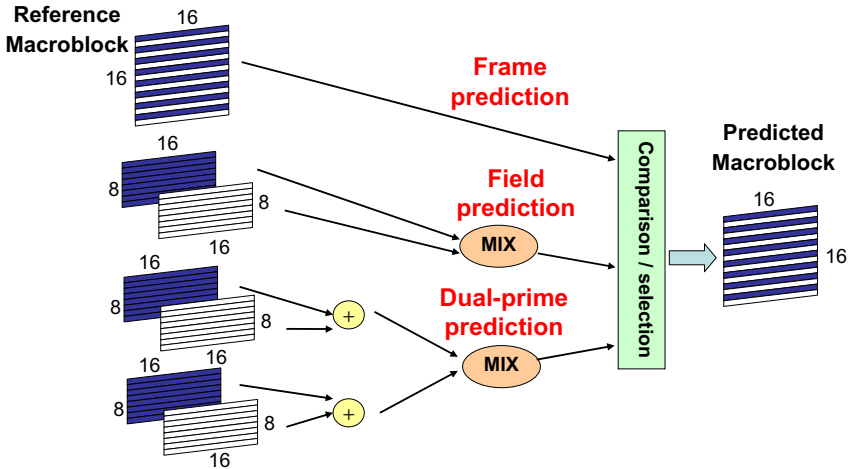 Reference
Macroblock
16
16
Frame
prediction
16
8
8
16
Field
prediction
MIX
Comparison / selection
Predicted
Macroblock
16
16
16
16
8
8
+
Dual-prime
prediction
MIX
16
16
8
8
16
+